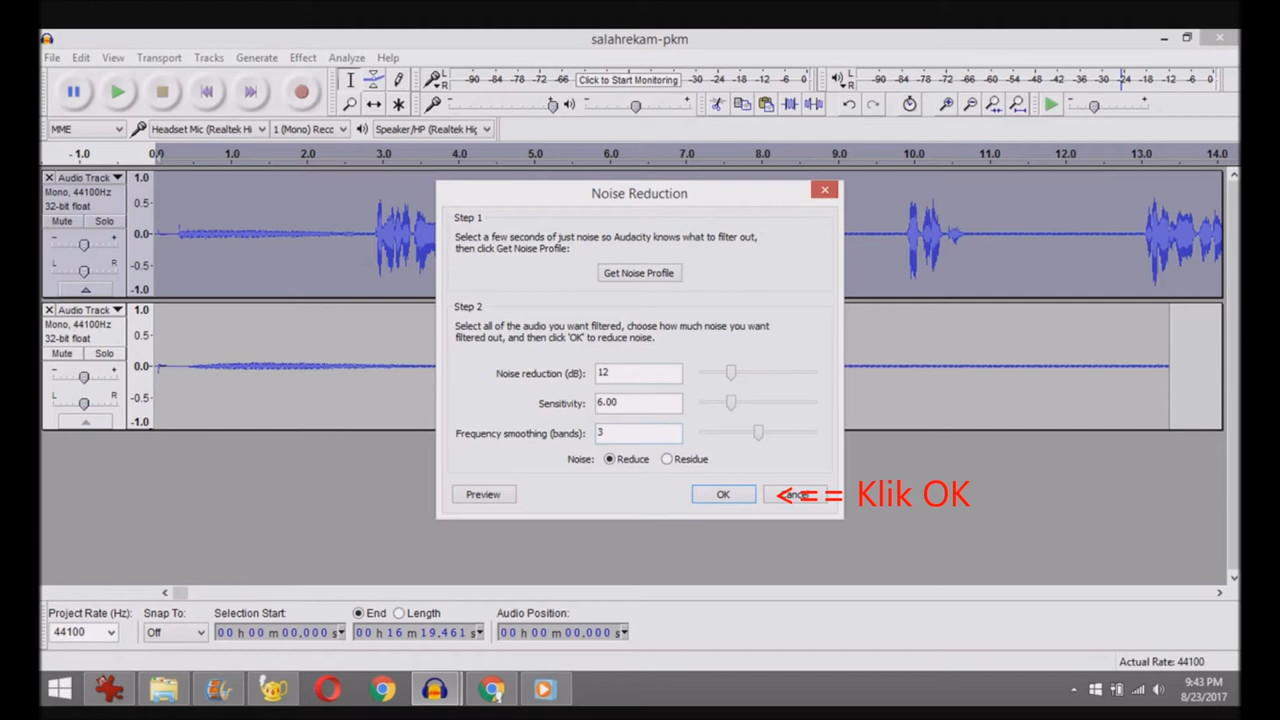 salahrekam-pkm
File Edit View Transport Tracks Generate Effect Analyze Help
L R -90 -84 -78 -72 -66 Click to Start Monitoring -30 -24 -18 -12 -6 0 L R -90 -84 -78 -72 -66 -60 -54 -48 -42 -36 -30 -24 -18 -12 -6 0
MME Headset Mic (Realtek Hi 1 (Mono) Recc Speaker/HP (Realtek Hig
- 1.0 0.0 1.0 2.0 3.0 4.0 5.0 6.0 7.0 8.0 9.0 10.0 11.0 12.0 13.0 14.0
Audio Track
Mono, 44100Hz
32-bit float
Mute Solo
- +
L R
1.0
0.5-
0.0-
-0.5-
-1.0
Audio Track
Mono, 44100Hz
32-bit float
Mute Solo
- +
L R
1.0
0.5-
0.0-
-0.5-
-1.0
Noise Reduction
Step 1
Select a few seconds of just noise so Audacity knows what to filter out,
then click Get Noise Profile:
Get Noise Profile
Step 2
Select all of the audio you want filtered, choose how much noise you want
filtered out, and then click 'OK' to reduce noise.
Noise reduction (dB): 12
Sensitivity: 6.00
Frequency smoothing (bands): 3
Noise: Reduce Residue
Preview OK Cancel <== Klik OK
Project Rate (Hz): Snap To: Selection Start: End Length Audio Position:
44100 Off 00 h 00 m 00.000 s 00 h 16 m 19.461 s 00 h 00 m 00.000 s
Actual Rate: 44100
9:43 PM
8/23/2017